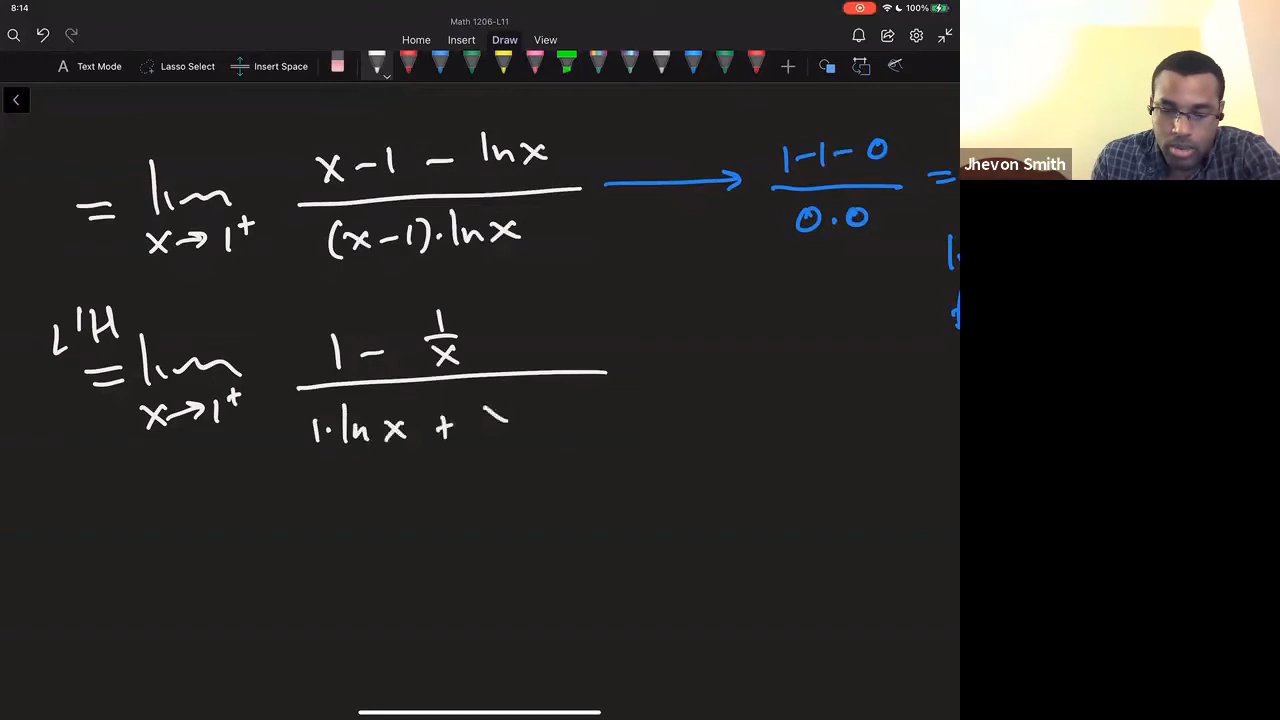 8:14
100%
Math 1206-L11
Home Insert Draw View
Text Mode Lasso Select Insert Space
Jhevon Smith
= lim x→1⁺ (x-1 - ln x)/((x-1)·ln x) → (1-1-0)/(0·0) =
L'H = lim x→1⁺ (1 - 1/x)/(1·ln x +